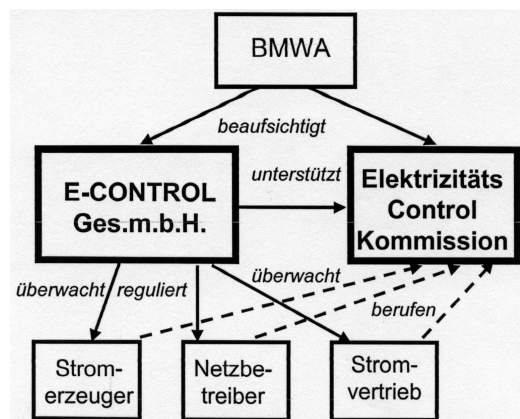 BMWA
beaufsichtigt
E-CONTROL
Ges.m.b.H.
unterstützt
Elektrizitäts
Control
Kommission
überwacht
reguliert
überwacht
berufen
Strom-
erzeuger
Netzbe-
treiber
Strom-
vertrieb